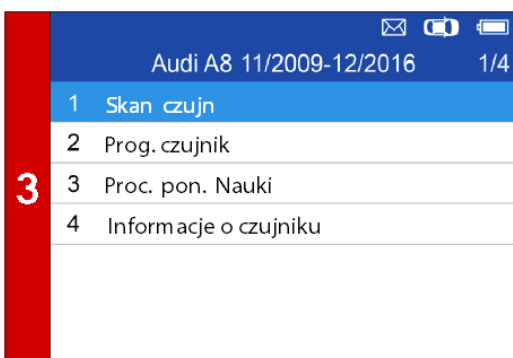 Audi A8 11/2009-12/2016 1/4
1 Skan czujn
2 Prog. czujnik
3 Proc. pon. Nauki
4 Informacje o czujniku
3